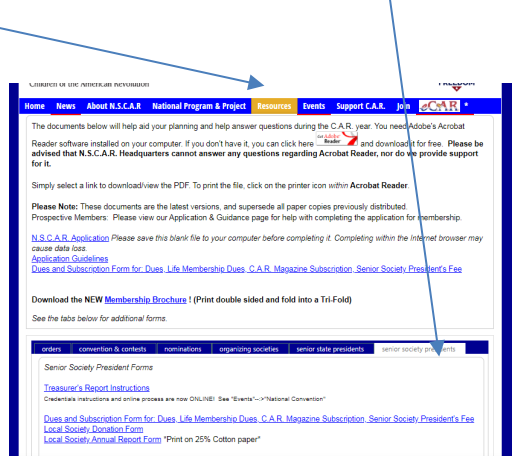 Children of the American Revolution
FREEDOM
Home News About N.S.C.A.R National Program & Project Resources Events Support C.A.R. Join eCAR *
The documents below will help aid your planning and help answer questions during the C.A.R. year. You need Adobe's Acrobat
Reader software installed on your computer. If you don't have it, you can click here Get Adobe Reader and download it for free. Please be
advised that N.S.C.A.R. Headquarters cannot answer any questions regarding Acrobat Reader, nor do we provide support
for it.
Simply select a link to download/view the PDF. To print the file, click on the printer icon within Acrobat Reader.
Please Note: These documents are the latest versions, and supersede all paper copies previously distributed.
Prospective Members: Please view our Application & Guidance page for help with completing the application for membership.
N.S.C.A.R. Application Please save this blank file to your computer before completing it. Completing within the Internet browser may
cause data loss.
Application Guidelines
Dues and Subscription Form for: Dues, Life Membership Dues, C.A.R. Magazine Subscription, Senior Society President's Fee
Download the NEW Membership Brochure ! (Print double sided and fold into a Tri-Fold)
See the tabs below for additional forms.
orders convention & contests nominations organizing societies senior state presidents senior society presidents
Senior Society President Forms
Treasurer's Report Instructions
Credentials instructions and online process are now ONLINE! See "Events"-->"National Convention"
Dues and Subscription Form for: Dues, Life Membership Dues, C.A.R. Magazine Subscription, Senior Society President's Fee
Local Society Donation Form
Local Society Annual Report Form *Print on 25% Cotton paper*